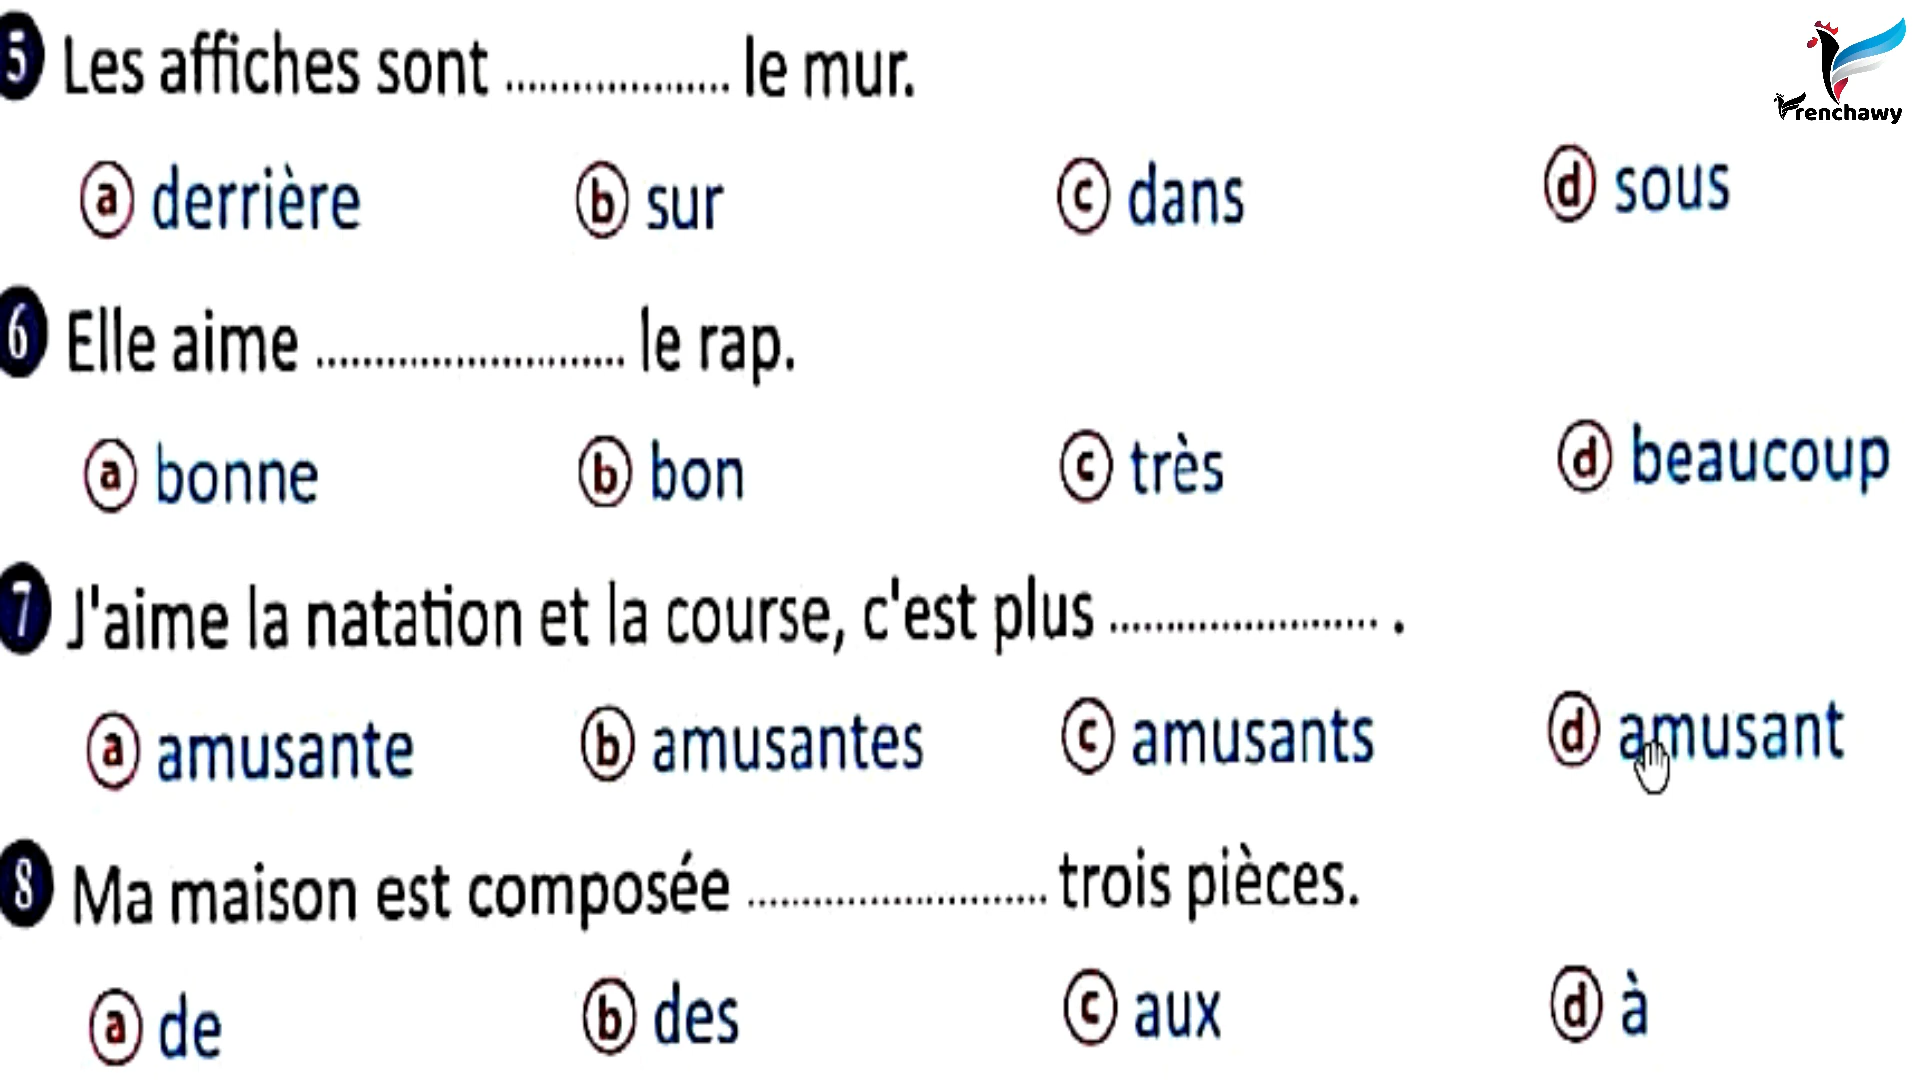 5 Les affiches sont .................... le mur.
Frenchawy
a derrière b sur c dans d sous
6 Elle aime ........................... le rap.
a bonne b bon c très d beaucoup
7 J'aime la natation et la course, c'est plus ........................ .
a amusante b amusantes c amusants d amusant
8 Ma maison est composée .......................... trois pièces.
a de b des c aux d à